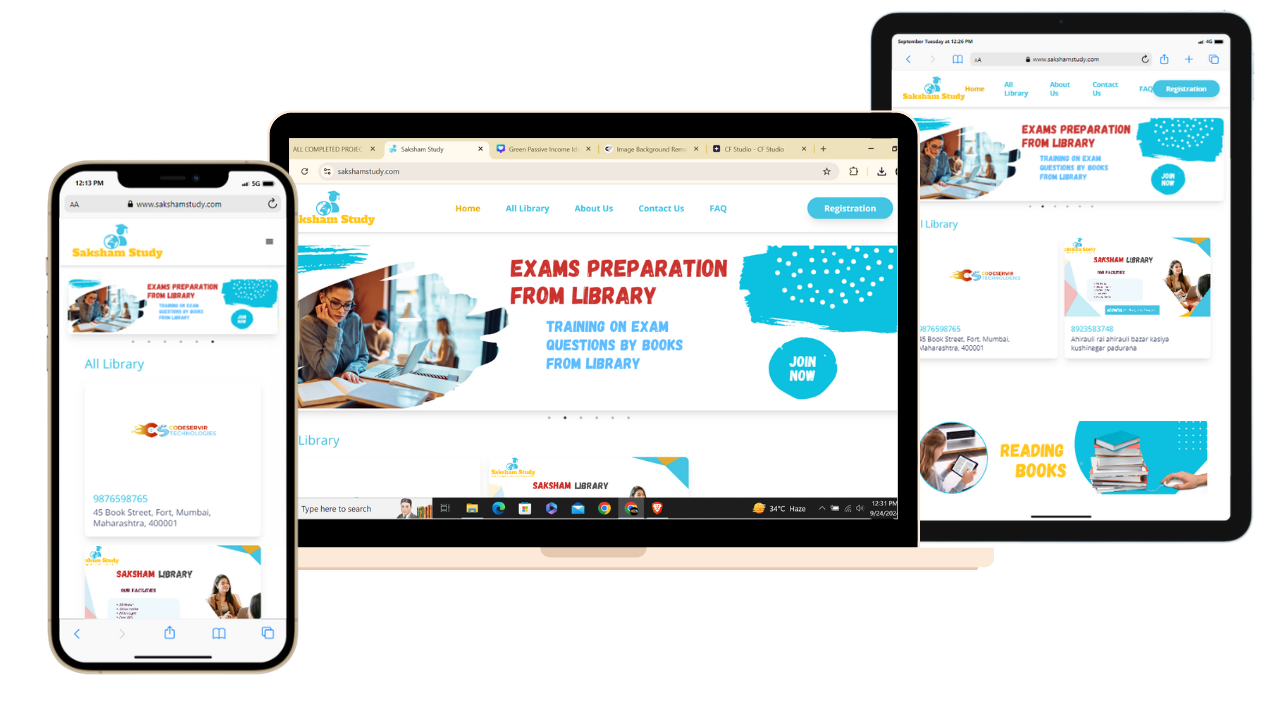 12:13 PM
5G
AA
www.sakshamstudy.com
Saksham Study
EXAMS PREPARATION
FROM LIBRARY
TRAINING ON EXAM
QUESTIONS BY BOOKS
FROM LIBRARY
JOIN
NOW
All Library
CODESERVIR
TECHNOLOGIES
9876598765
45 Book Street, Fort, Mumbai,
Maharashtra, 400001
Saksham Study
SAKSHAM LIBRARY
OUR FACILITIES
ALL COMPLETED PROJEC
Saksham Study
Green Passive Income Id
Image Background Rem
CF Studio - CF Studio
sakshamstudy.com
ksham Study
Home
All Library
About Us
Contact Us
FAQ
Registration
EXAMS PREPARATION
FROM LIBRARY
TRAINING ON EXAM
QUESTIONS BY BOOKS
FROM LIBRARY
JOIN
NOW
Library
Saksham Study
SAKSHAM LIBRARY
Type here to search
34°C Haze
12:31 PM
9/24/202
September Tuesday at 12:26 PM
4G
AA
www.sakshamstudy.com
Saksham Study
Home
All
Library
About
Us
Contact
Us
FAQ
Registration
EXAMS PREPARATION
FROM LIBRARY
TRAINING ON EXAM
QUESTIONS BY BOOKS
FROM LIBRARY
JOIN
NOW
ll Library
CODESERVIR
TECHNOLOGIES
9876598765
45 Book Street, Fort, Mumbai,
Maharashtra, 400001
SAKSHAM LIBRARY
OUR FACILITIES
8923583748
Ahirauli rai ahirauli bazar kasiya
kushinagar padurana
READING
BOOKS